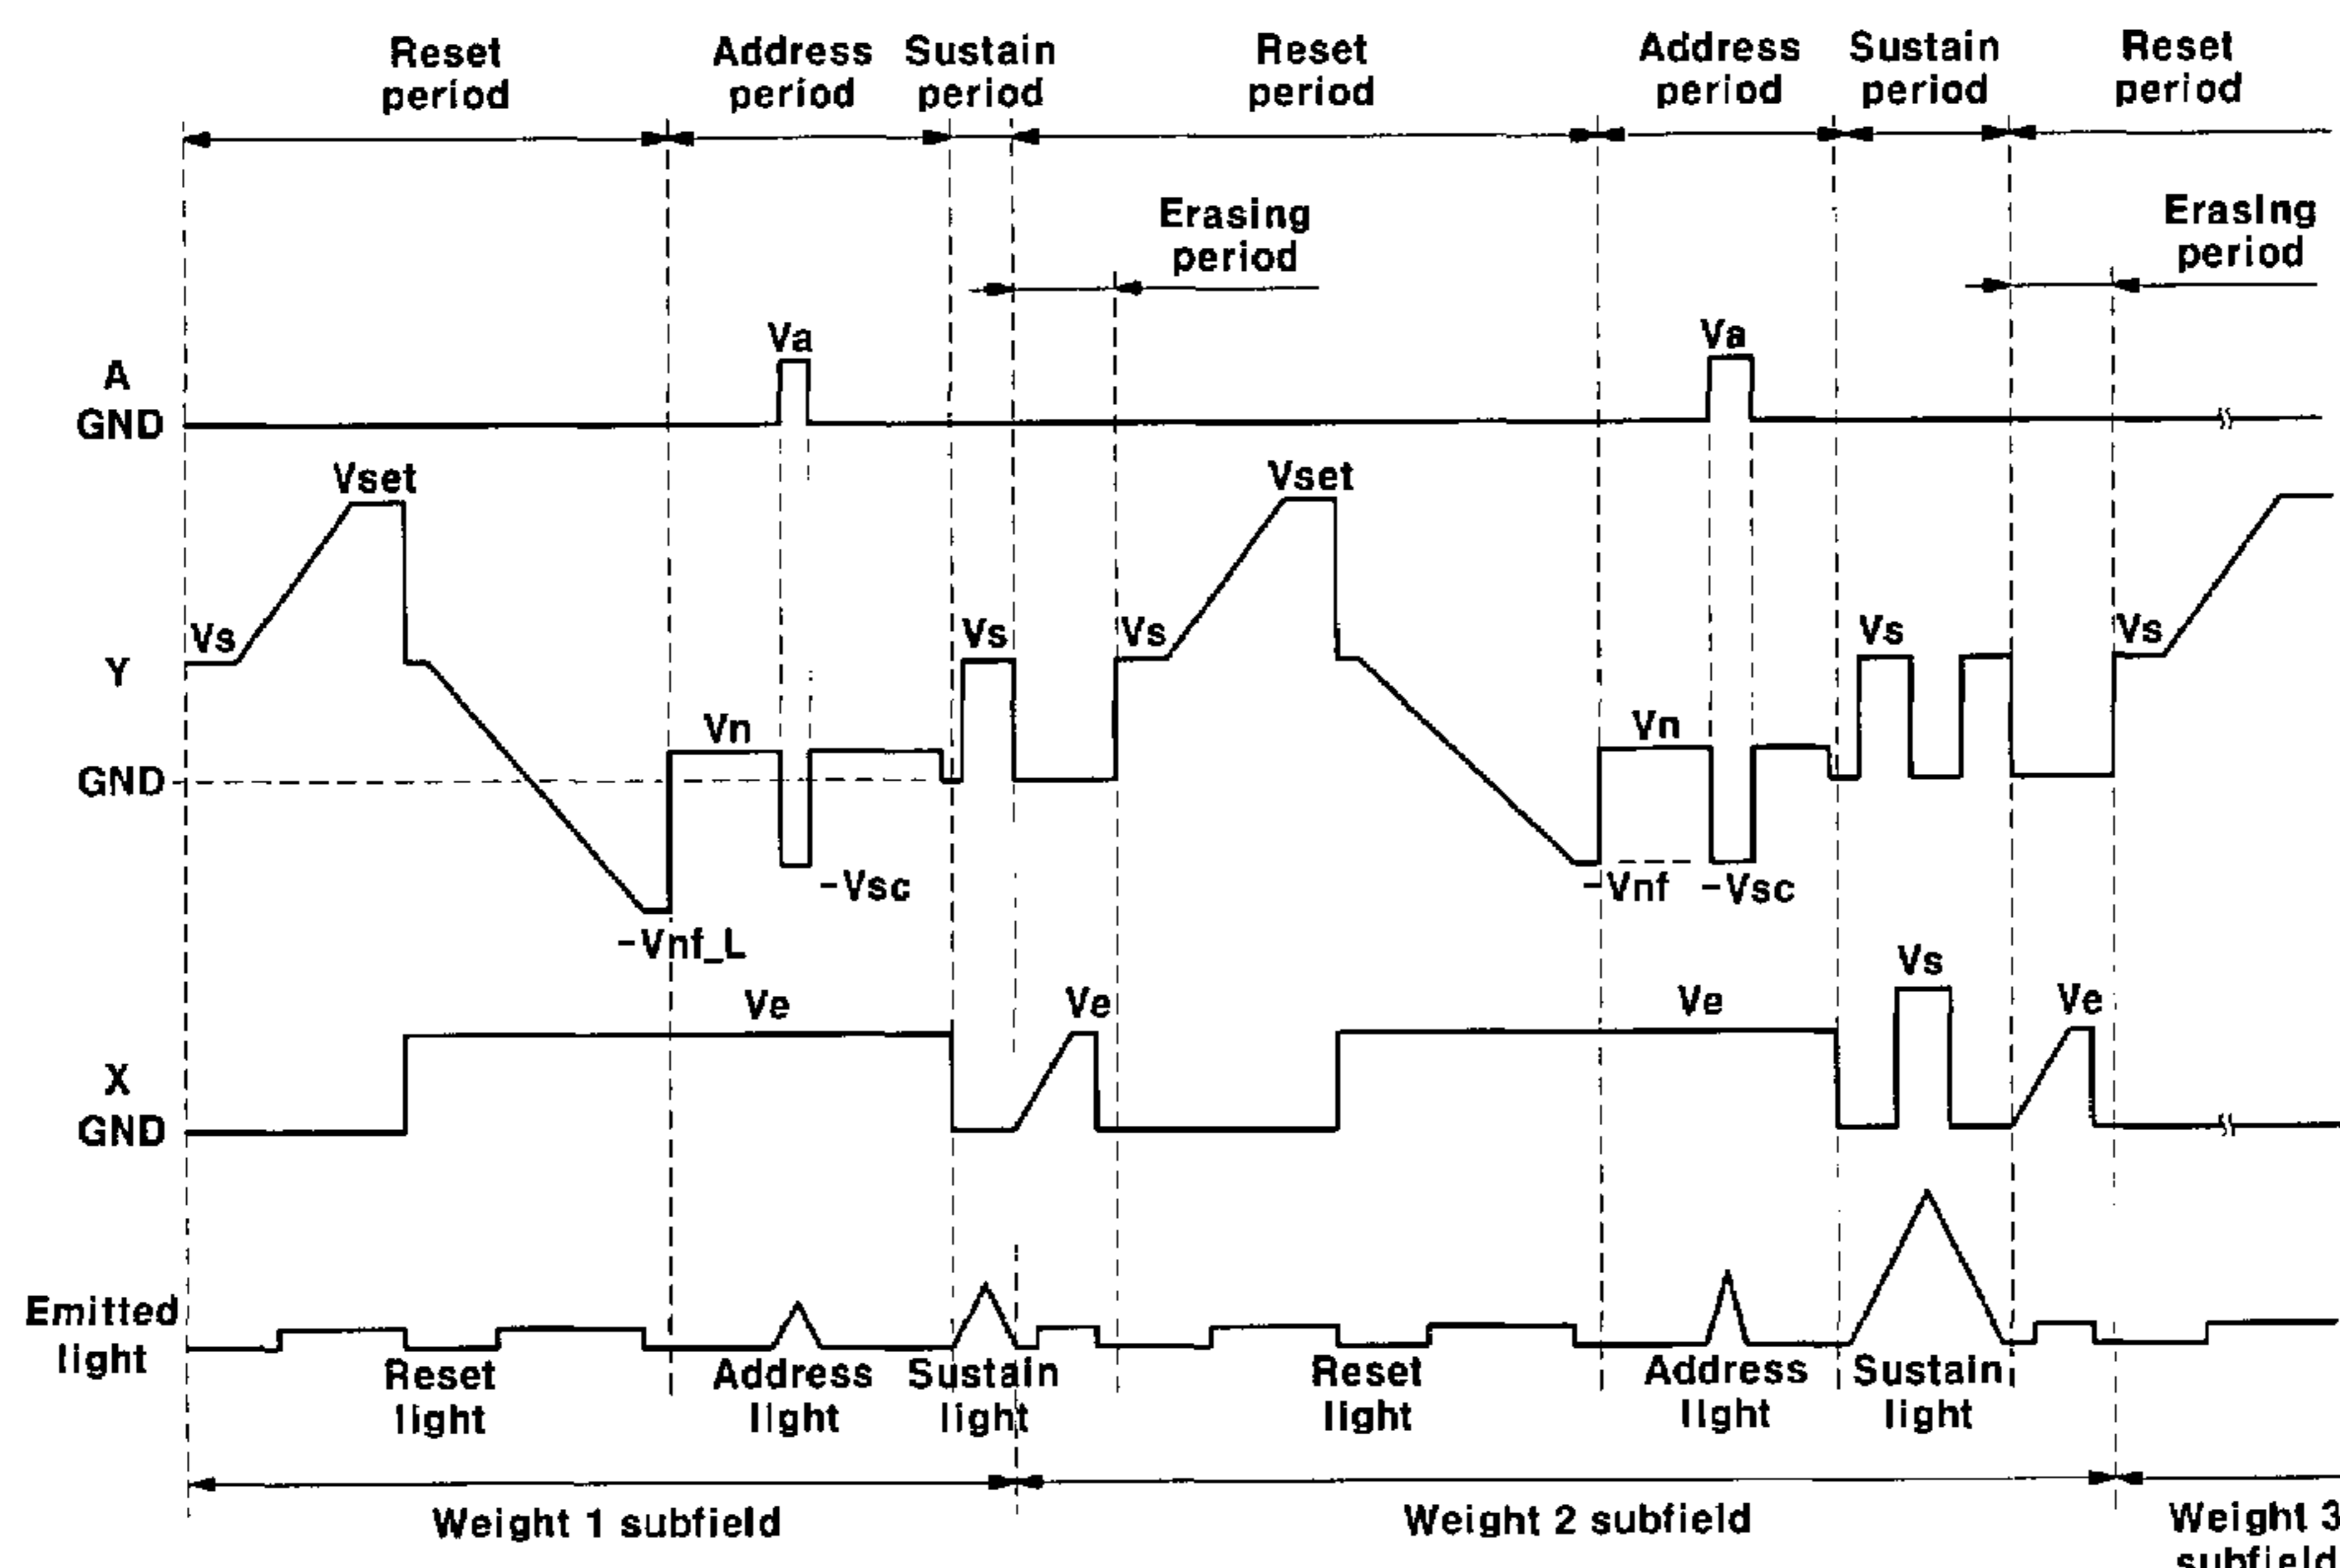 Reset
period
Address
period
Sustain
period
Reset
period
Address
period
Sustain
period
Reset
period
Erasing
period
Erasing
period
Va
Va
A
GND
Vset
Vset
Vs
Vs
Vs
Vs
Vs
Y
Vn
Vn
GND
-Vsc
-Vnf
-Vsc
-Vnf_L
Vs
Ve
Ve
Ve
Ve
X
GND
Emitted
light
Reset
light
Address
light
Sustain
light
Reset
light
Address
light
Sustain
light
Weight 1 subfield
Weight 2 subfield
Weight 3
subfield